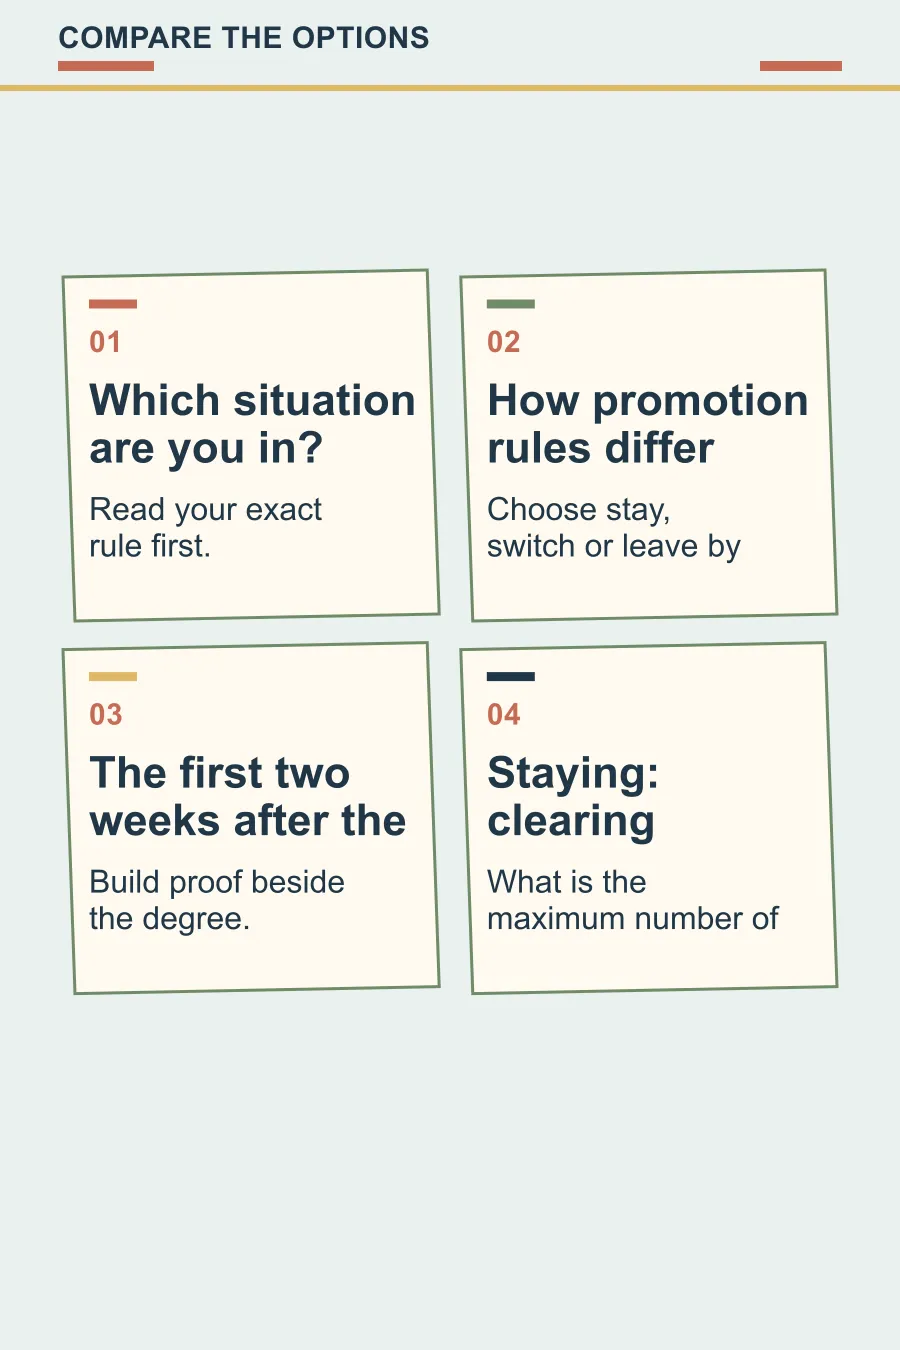 COMPARE THE OPTIONS
01
Which situation
are you in?
Read your exact
rule first.
02
How promotion
rules differ
Choose stay,
switch or leave by
03
The first two
weeks after the
Build proof beside
the degree.
04
Staying:
clearing
What is the
maximum number of